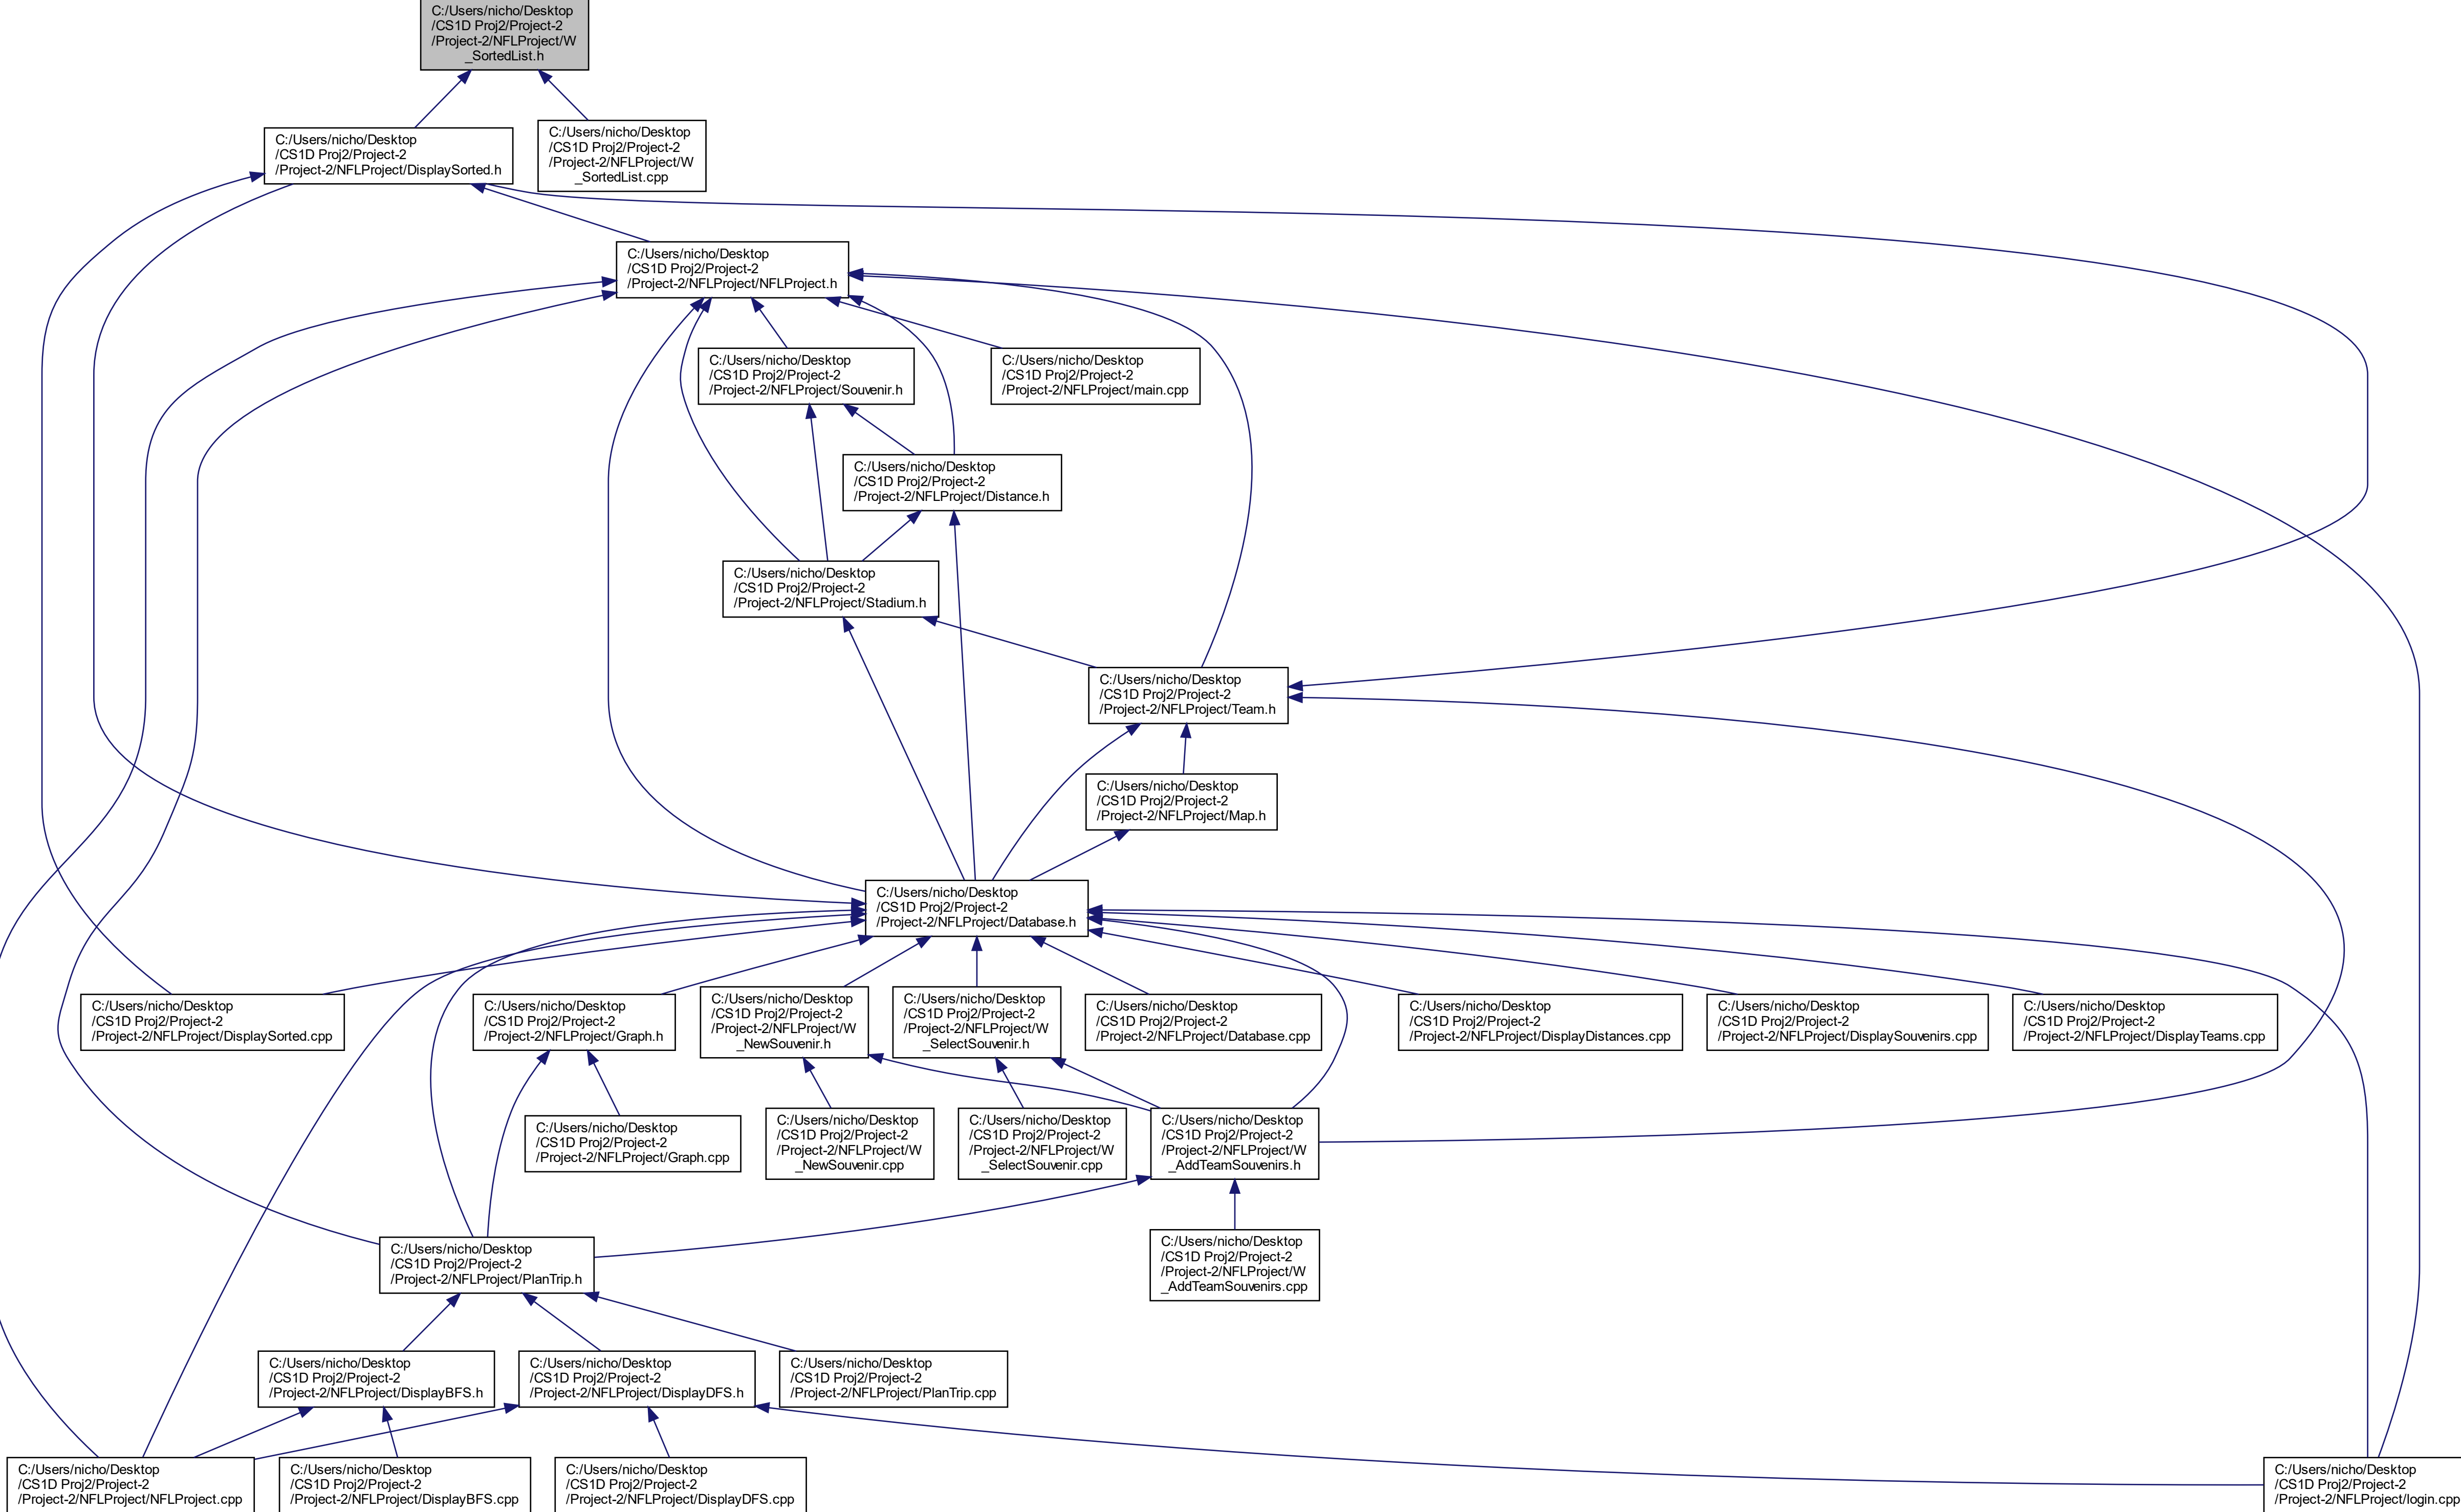 C:/Users/nicho/Desktop
/CS1D Proj2/Project-2
/Project-2/NFLProject/W
_SortedList.h
C:/Users/nicho/Desktop
/CS1D Proj2/Project-2
/Project-2/NFLProject/DisplaySorted.h
C:/Users/nicho/Desktop
/CS1D Proj2/Project-2
/Project-2/NFLProject/W
_SortedList.cpp
C:/Users/nicho/Desktop
/CS1D Proj2/Project-2
/Project-2/NFLProject/NFLProject.h
C:/Users/nicho/Desktop
/CS1D Proj2/Project-2
/Project-2/NFLProject/Souvenir.h
C:/Users/nicho/Desktop
/CS1D Proj2/Project-2
/Project-2/NFLProject/main.cpp
C:/Users/nicho/Desktop
/CS1D Proj2/Project-2
/Project-2/NFLProject/Distance.h
C:/Users/nicho/Desktop
/CS1D Proj2/Project-2
/Project-2/NFLProject/Stadium.h
C:/Users/nicho/Desktop
/CS1D Proj2/Project-2
/Project-2/NFLProject/Team.h
C:/Users/nicho/Desktop
/CS1D Proj2/Project-2
/Project-2/NFLProject/Map.h
C:/Users/nicho/Desktop
/CS1D Proj2/Project-2
/Project-2/NFLProject/Database.h
C:/Users/nicho/Desktop
/CS1D Proj2/Project-2
/Project-2/NFLProject/DisplaySorted.cpp
C:/Users/nicho/Desktop
/CS1D Proj2/Project-2
/Project-2/NFLProject/Graph.h
C:/Users/nicho/Desktop
/CS1D Proj2/Project-2
/Project-2/NFLProject/W
_NewSouvenir.h
C:/Users/nicho/Desktop
/CS1D Proj2/Project-2
/Project-2/NFLProject/W
_SelectSouvenir.h
C:/Users/nicho/Desktop
/CS1D Proj2/Project-2
/Project-2/NFLProject/Database.cpp
C:/Users/nicho/Desktop
/CS1D Proj2/Project-2
/Project-2/NFLProject/DisplayDistances.cpp
C:/Users/nicho/Desktop
/CS1D Proj2/Project-2
/Project-2/NFLProject/DisplaySouvenirs.cpp
C:/Users/nicho/Desktop
/CS1D Proj2/Project-2
/Project-2/NFLProject/DisplayTeams.cpp
C:/Users/nicho/Desktop
/CS1D Proj2/Project-2
/Project-2/NFLProject/Graph.cpp
C:/Users/nicho/Desktop
/CS1D Proj2/Project-2
/Project-2/NFLProject/W
_NewSouvenir.cpp
C:/Users/nicho/Desktop
/CS1D Proj2/Project-2
/Project-2/NFLProject/W
_SelectSouvenir.cpp
C:/Users/nicho/Desktop
/CS1D Proj2/Project-2
/Project-2/NFLProject/W
_AddTeamSouvenirs.h
C:/Users/nicho/Desktop
/CS1D Proj2/Project-2
/Project-2/NFLProject/PlanTrip.h
C:/Users/nicho/Desktop
/CS1D Proj2/Project-2
/Project-2/NFLProject/W
_AddTeamSouvenirs.cpp
C:/Users/nicho/Desktop
/CS1D Proj2/Project-2
/Project-2/NFLProject/DisplayBFS.h
C:/Users/nicho/Desktop
/CS1D Proj2/Project-2
/Project-2/NFLProject/DisplayDFS.h
C:/Users/nicho/Desktop
/CS1D Proj2/Project-2
/Project-2/NFLProject/PlanTrip.cpp
C:/Users/nicho/Desktop
/CS1D Proj2/Project-2
/Project-2/NFLProject/NFLProject.cpp
C:/Users/nicho/Desktop
/CS1D Proj2/Project-2
/Project-2/NFLProject/DisplayBFS.cpp
C:/Users/nicho/Desktop
/CS1D Proj2/Project-2
/Project-2/NFLProject/DisplayDFS.cpp
C:/Users/nicho/Desktop
/CS1D Proj2/Project-2
/Project-2/NFLProject/login.cpp